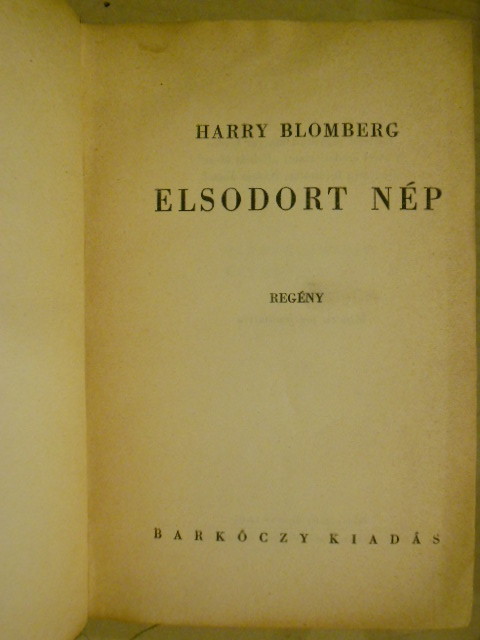 HARRY BLOMBERG
ELSODORT NÉP
REGÉNY
BARKÓCZY KIADÁS